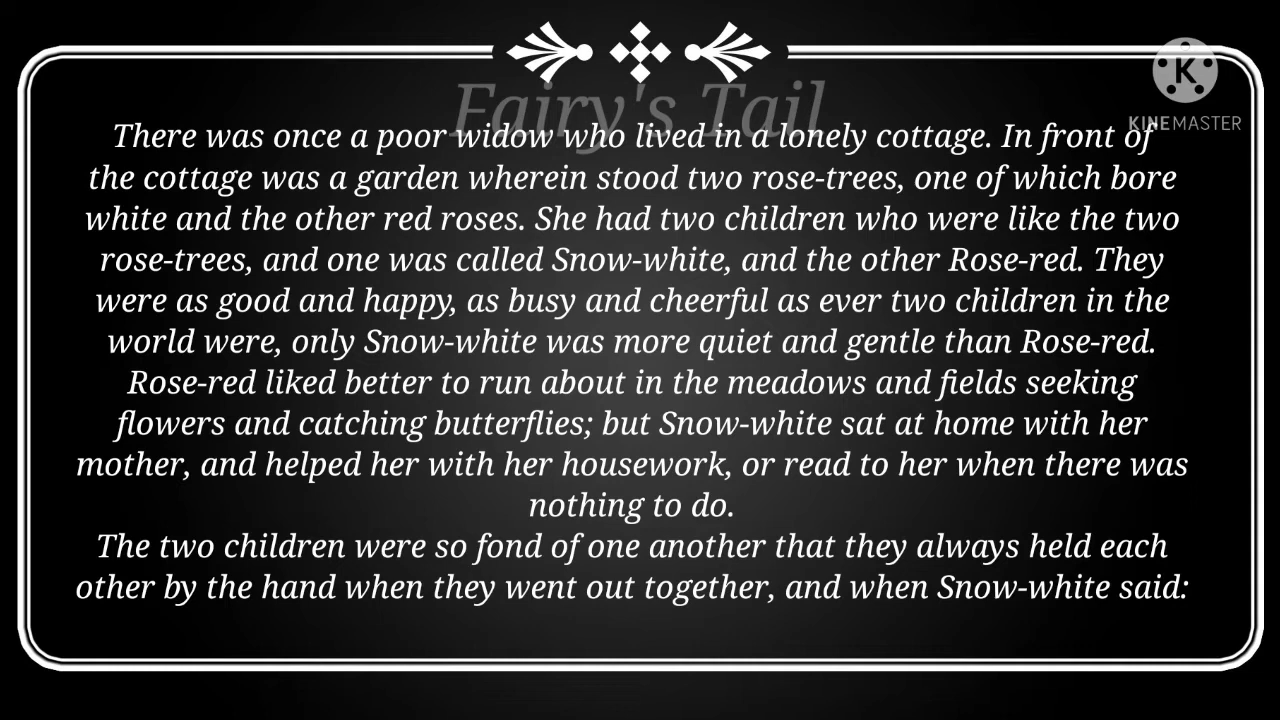 Fairy's Tail
K
KINEMASTER
There was once a poor widow who lived in a lonely cottage. In front of
the cottage was a garden wherein stood two rose-trees, one of which bore
white and the other red roses. She had two children who were like the two
rose-trees, and one was called Snow-white, and the other Rose-red. They
were as good and happy, as busy and cheerful as ever two children in the
world were, only Snow-white was more quiet and gentle than Rose-red.
Rose-red liked better to run about in the meadows and fields seeking
flowers and catching butterflies; but Snow-white sat at home with her
mother, and helped her with her housework, or read to her when there was
nothing to do.
The two children were so fond of one another that they always held each
other by the hand when they went out together, and when Snow-white said: